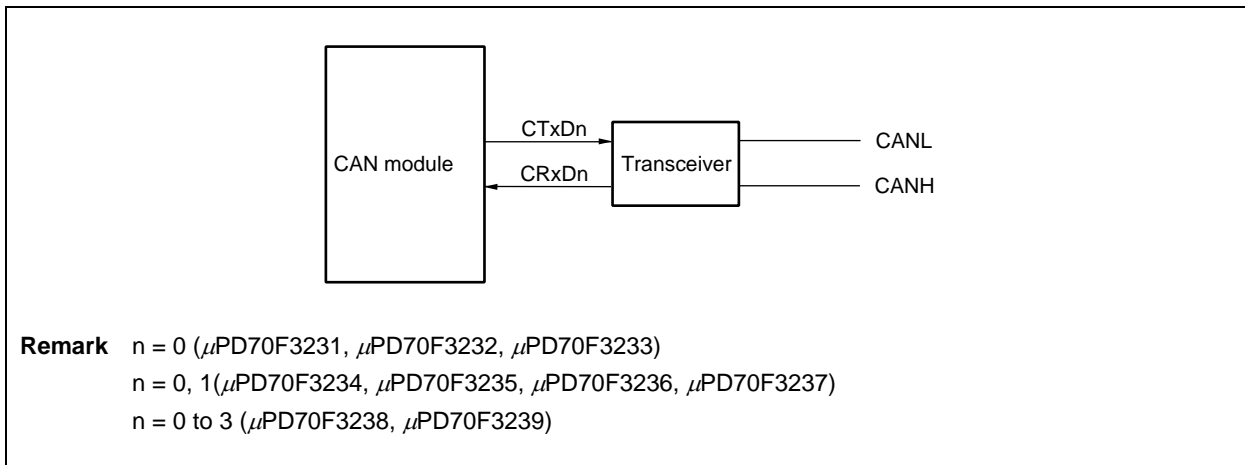 CTxDn
CANL
CAN module
Transceiver
CRxDn
CANH
Remark n = 0 (μPD70F3231, μPD70F3232, μPD70F3233)
n = 0, 1(μPD70F3234, μPD70F3235, μPD70F3236, μPD70F3237)
n = 0 to 3 (μPD70F3238, μPD70F3239)